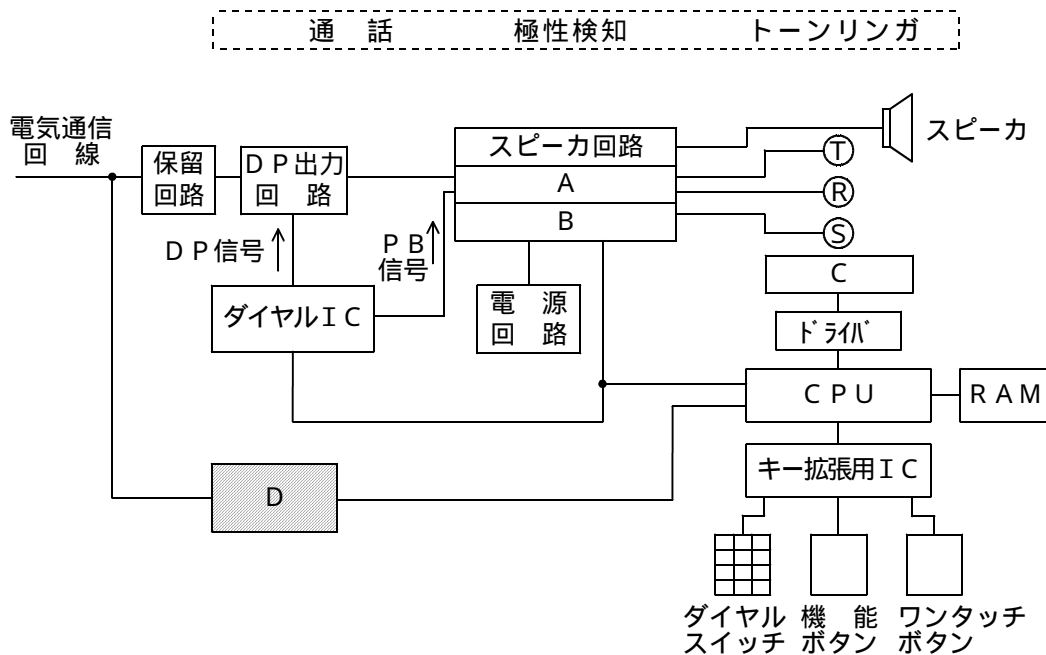 通　話　　　極性検知　　　トーンリンガ
電気通信
回　線
保留
回路
ＤＰ出力
回　路
スピーカ回路
A
B
スピーカ
T
R
S
ＤＰ信号
ＰＢ
信号
C
ダイヤルＩＣ
電　源
回　路
ﾄﾞﾗｲﾊﾞ
ＣＰＵ
ＲＡＭ
キー拡張用ＩＣ
D
ダイヤル
スイッチ
機　能
ボタン
ワンタッチ
ボタン